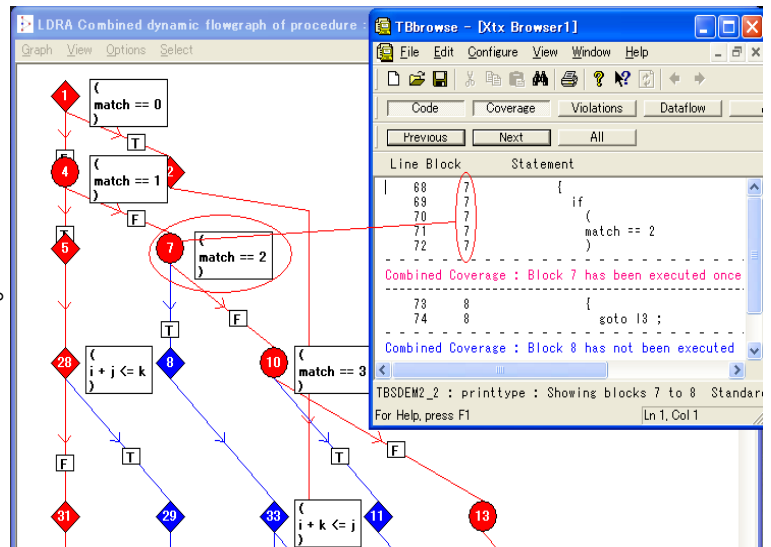 LDRA Combined dynamic flowgraph of procedure :
Graph View Options Select
1
(
match == 0
)
T
4
(
match == 1
)
2
F
T
5
7
(
match == 2
)
T
F
28
(
i + j <= k
)
8
10
(
match == 3
)
F
T
T
F
31
29
33
(
i + k <= j
)
11
13
TBbrowse - [Xtx Browser1]
File Edit Configure View Window Help
Code Coverage Violations Dataflow
Previous Next All
Line Block Statement
68 7 {
69 7 if
70 7 (
71 7 match == 2
72 7 )
Combined Coverage : Block 7 has been executed once
73 8 {
74 8 goto l3 ;
Combined Coverage : Block 8 has not been executed
TBSDEM2_2 : printtype : Showing blocks 7 to 8 Standard
For Help, press F1 Ln 1, Col 1